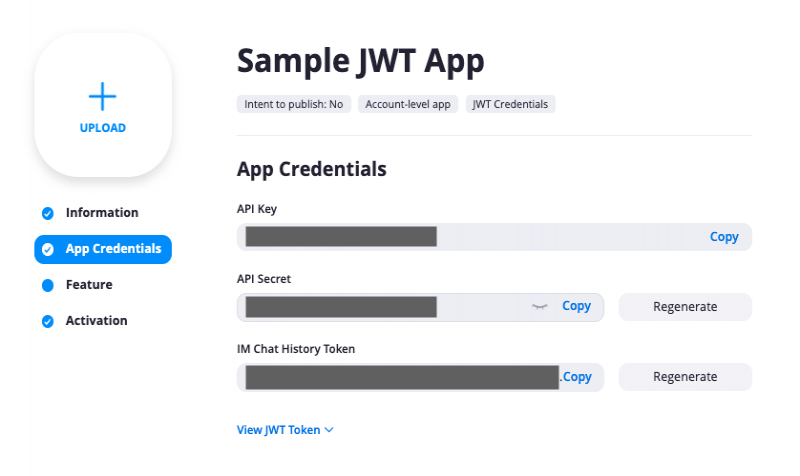 UPLOAD
Information
App Credentials
Feature
Activation
Sample JWT App
Intent to publish: No
Account-level app
JWT Credentials
App Credentials
API Key
Copy
API Secret
Copy
Regenerate
IM Chat History Token
.Copy
Regenerate
View JWT Token